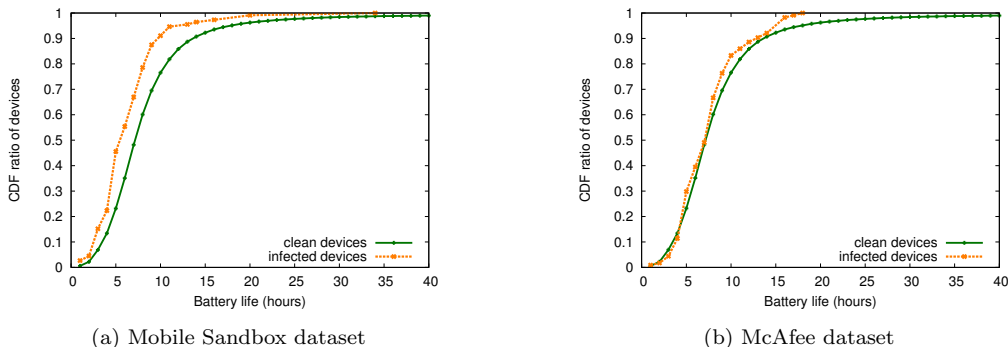 1
0.9
0.8
0.7
0.6
0.5
0.4
0.3
0.2
0.1
0
CDF ratio of devices
clean devices
infected devices
0 5 10 15 20 25 30 35 40
Battery life (hours)
(a) Mobile Sandbox dataset
1
0.9
0.8
0.7
0.6
0.5
0.4
0.3
0.2
0.1
0
CDF ratio of devices
clean devices
infected devices
0 5 10 15 20 25 30 35 40
Battery life (hours)
(b) McAfee dataset